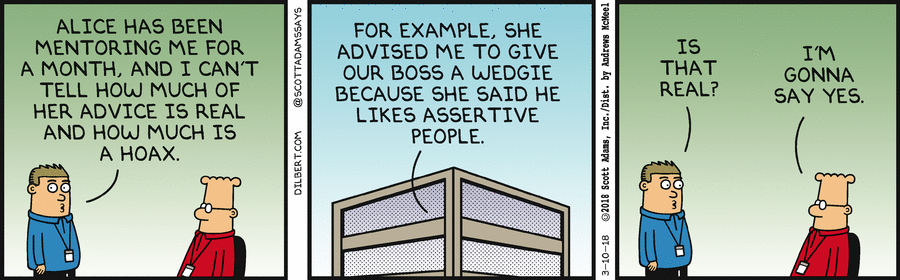 ALICE HAS BEEN
MENTORING ME FOR
A MONTH, AND I CAN'T
TELL HOW MUCH OF
HER ADVICE IS REAL
AND HOW MUCH IS
A HOAX.
DILBERT.COM @SCOTTADAMSSAYS
FOR EXAMPLE, SHE
ADVISED ME TO GIVE
OUR BOSS A WEDGIE
BECAUSE SHE SAID HE
LIKES ASSERTIVE
PEOPLE.
3-10-18 ©2018 Scott Adams, Inc./Dist. by Andrews McMeel
IS
THAT
REAL?
I'M
GONNA
SAY YES.